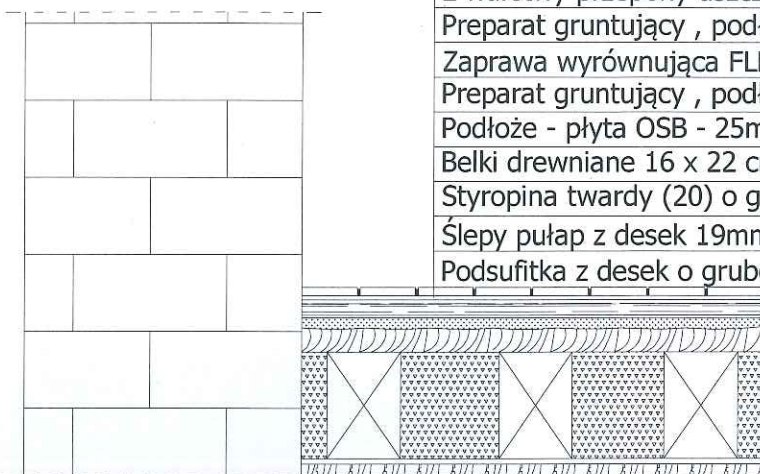 Preparat gruntujący , pod
Zaprawa wyrównująca FL
Preparat gruntujący , pod
Podłoże - płyta OSB - 25m
Belki drewniane 16 x 22 c
Styropina twardy (20) o g
Ślepy pułap z desek 19mm
Podsufitka z desek o grub